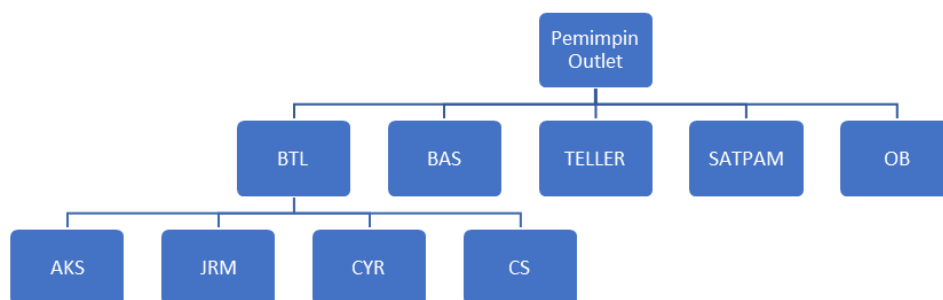 Pemimpin
Outlet
BTL
BAS
TELLER
SATPAM
OB
AKS
JRM
CYR
CS